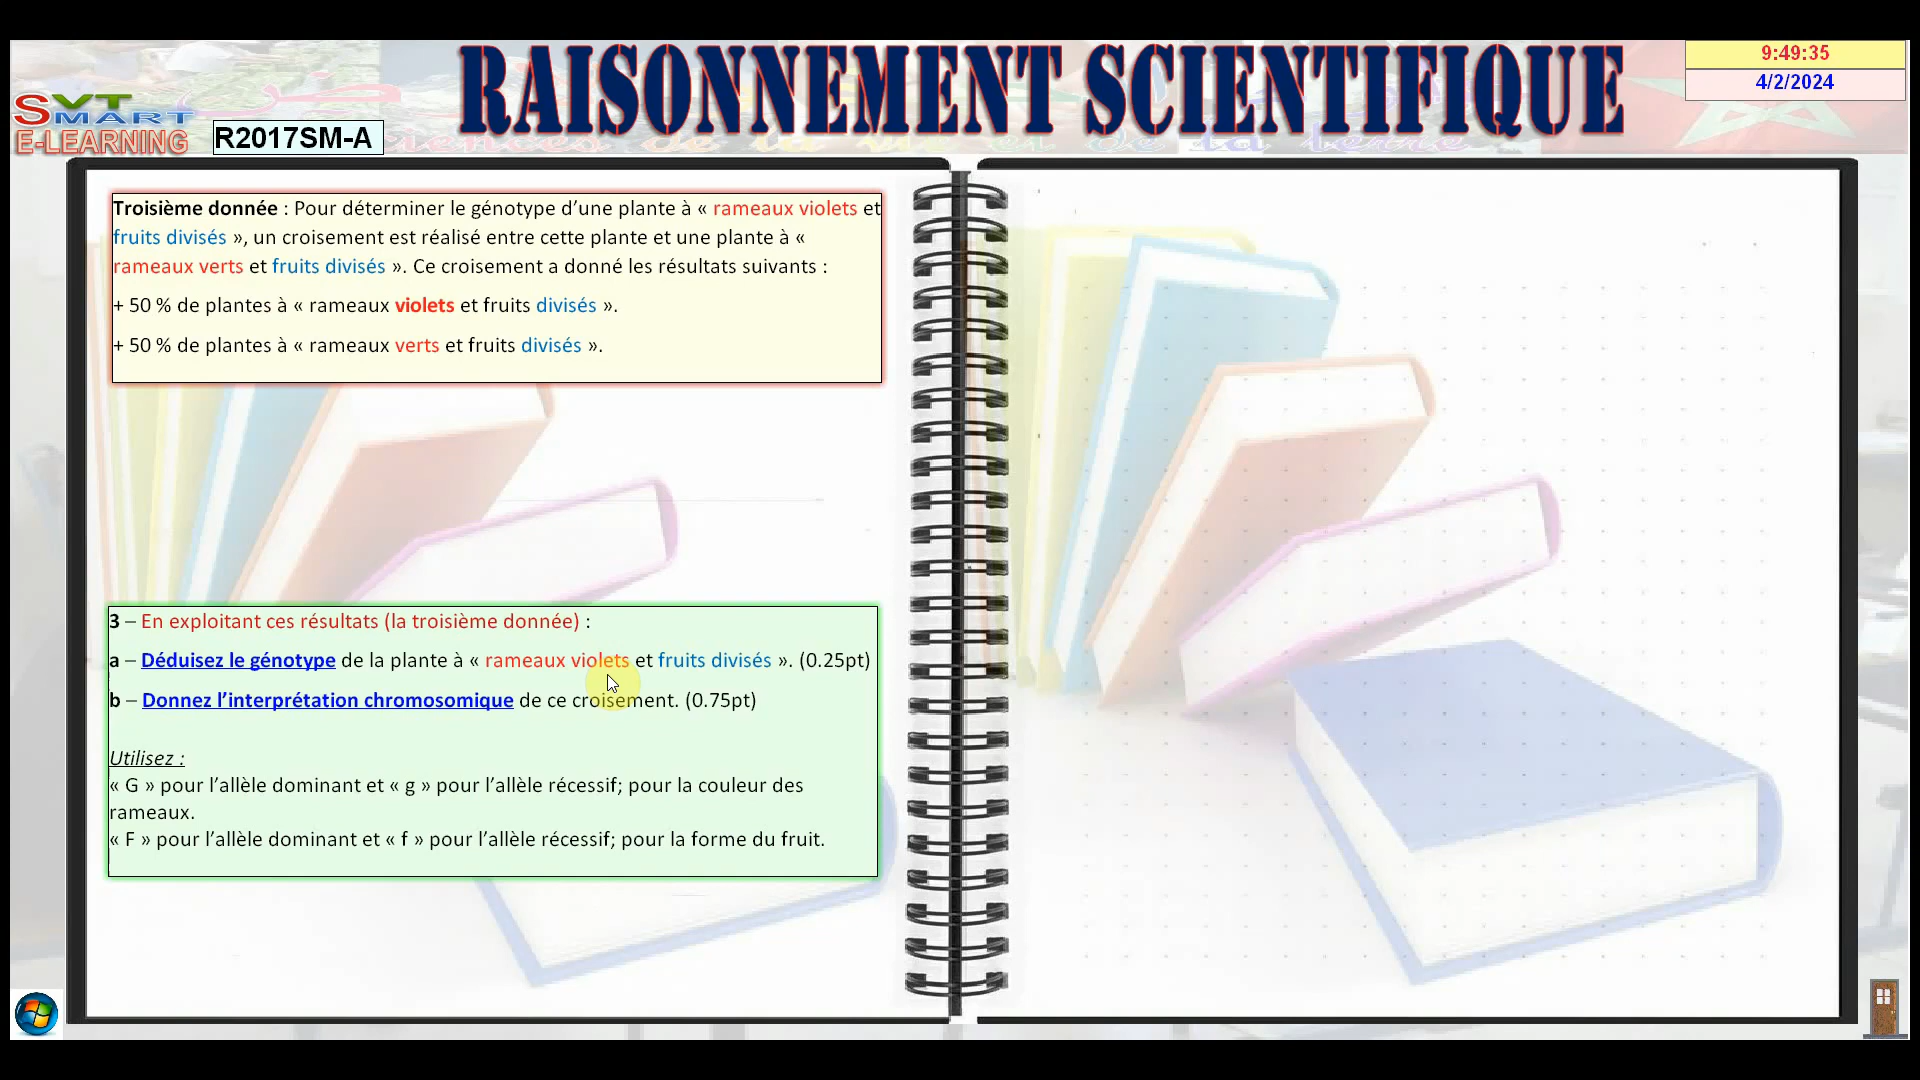 RAISONNEMENT SCIENTIFIQUE
9:49:35
4/2/2024
SVT
SMART
E-LEARNING
R2017SM-A
Troisième donnée : Pour déterminer le génotype d’une plante à « rameaux violets et
fruits divisés », un croisement est réalisé entre cette plante et une plante à «
rameaux verts et fruits divisés ». Ce croisement a donné les résultats suivants :
+ 50 % de plantes à « rameaux violets et fruits divisés ».
+ 50 % de plantes à « rameaux verts et fruits divisés ».
3 – En exploitant ces résultats (la troisième donnée) :
a – Déduisez le génotype de la plante à « rameaux violets et fruits divisés ». (0.25pt)
b – Donnez l’interprétation chromosomique de ce croisement. (0.75pt)
Utilisez :
« G » pour l’allèle dominant et « g » pour l’allèle récessif; pour la couleur des
rameaux.
« F » pour l’allèle dominant et « f » pour l’allèle récessif; pour la forme du fruit.